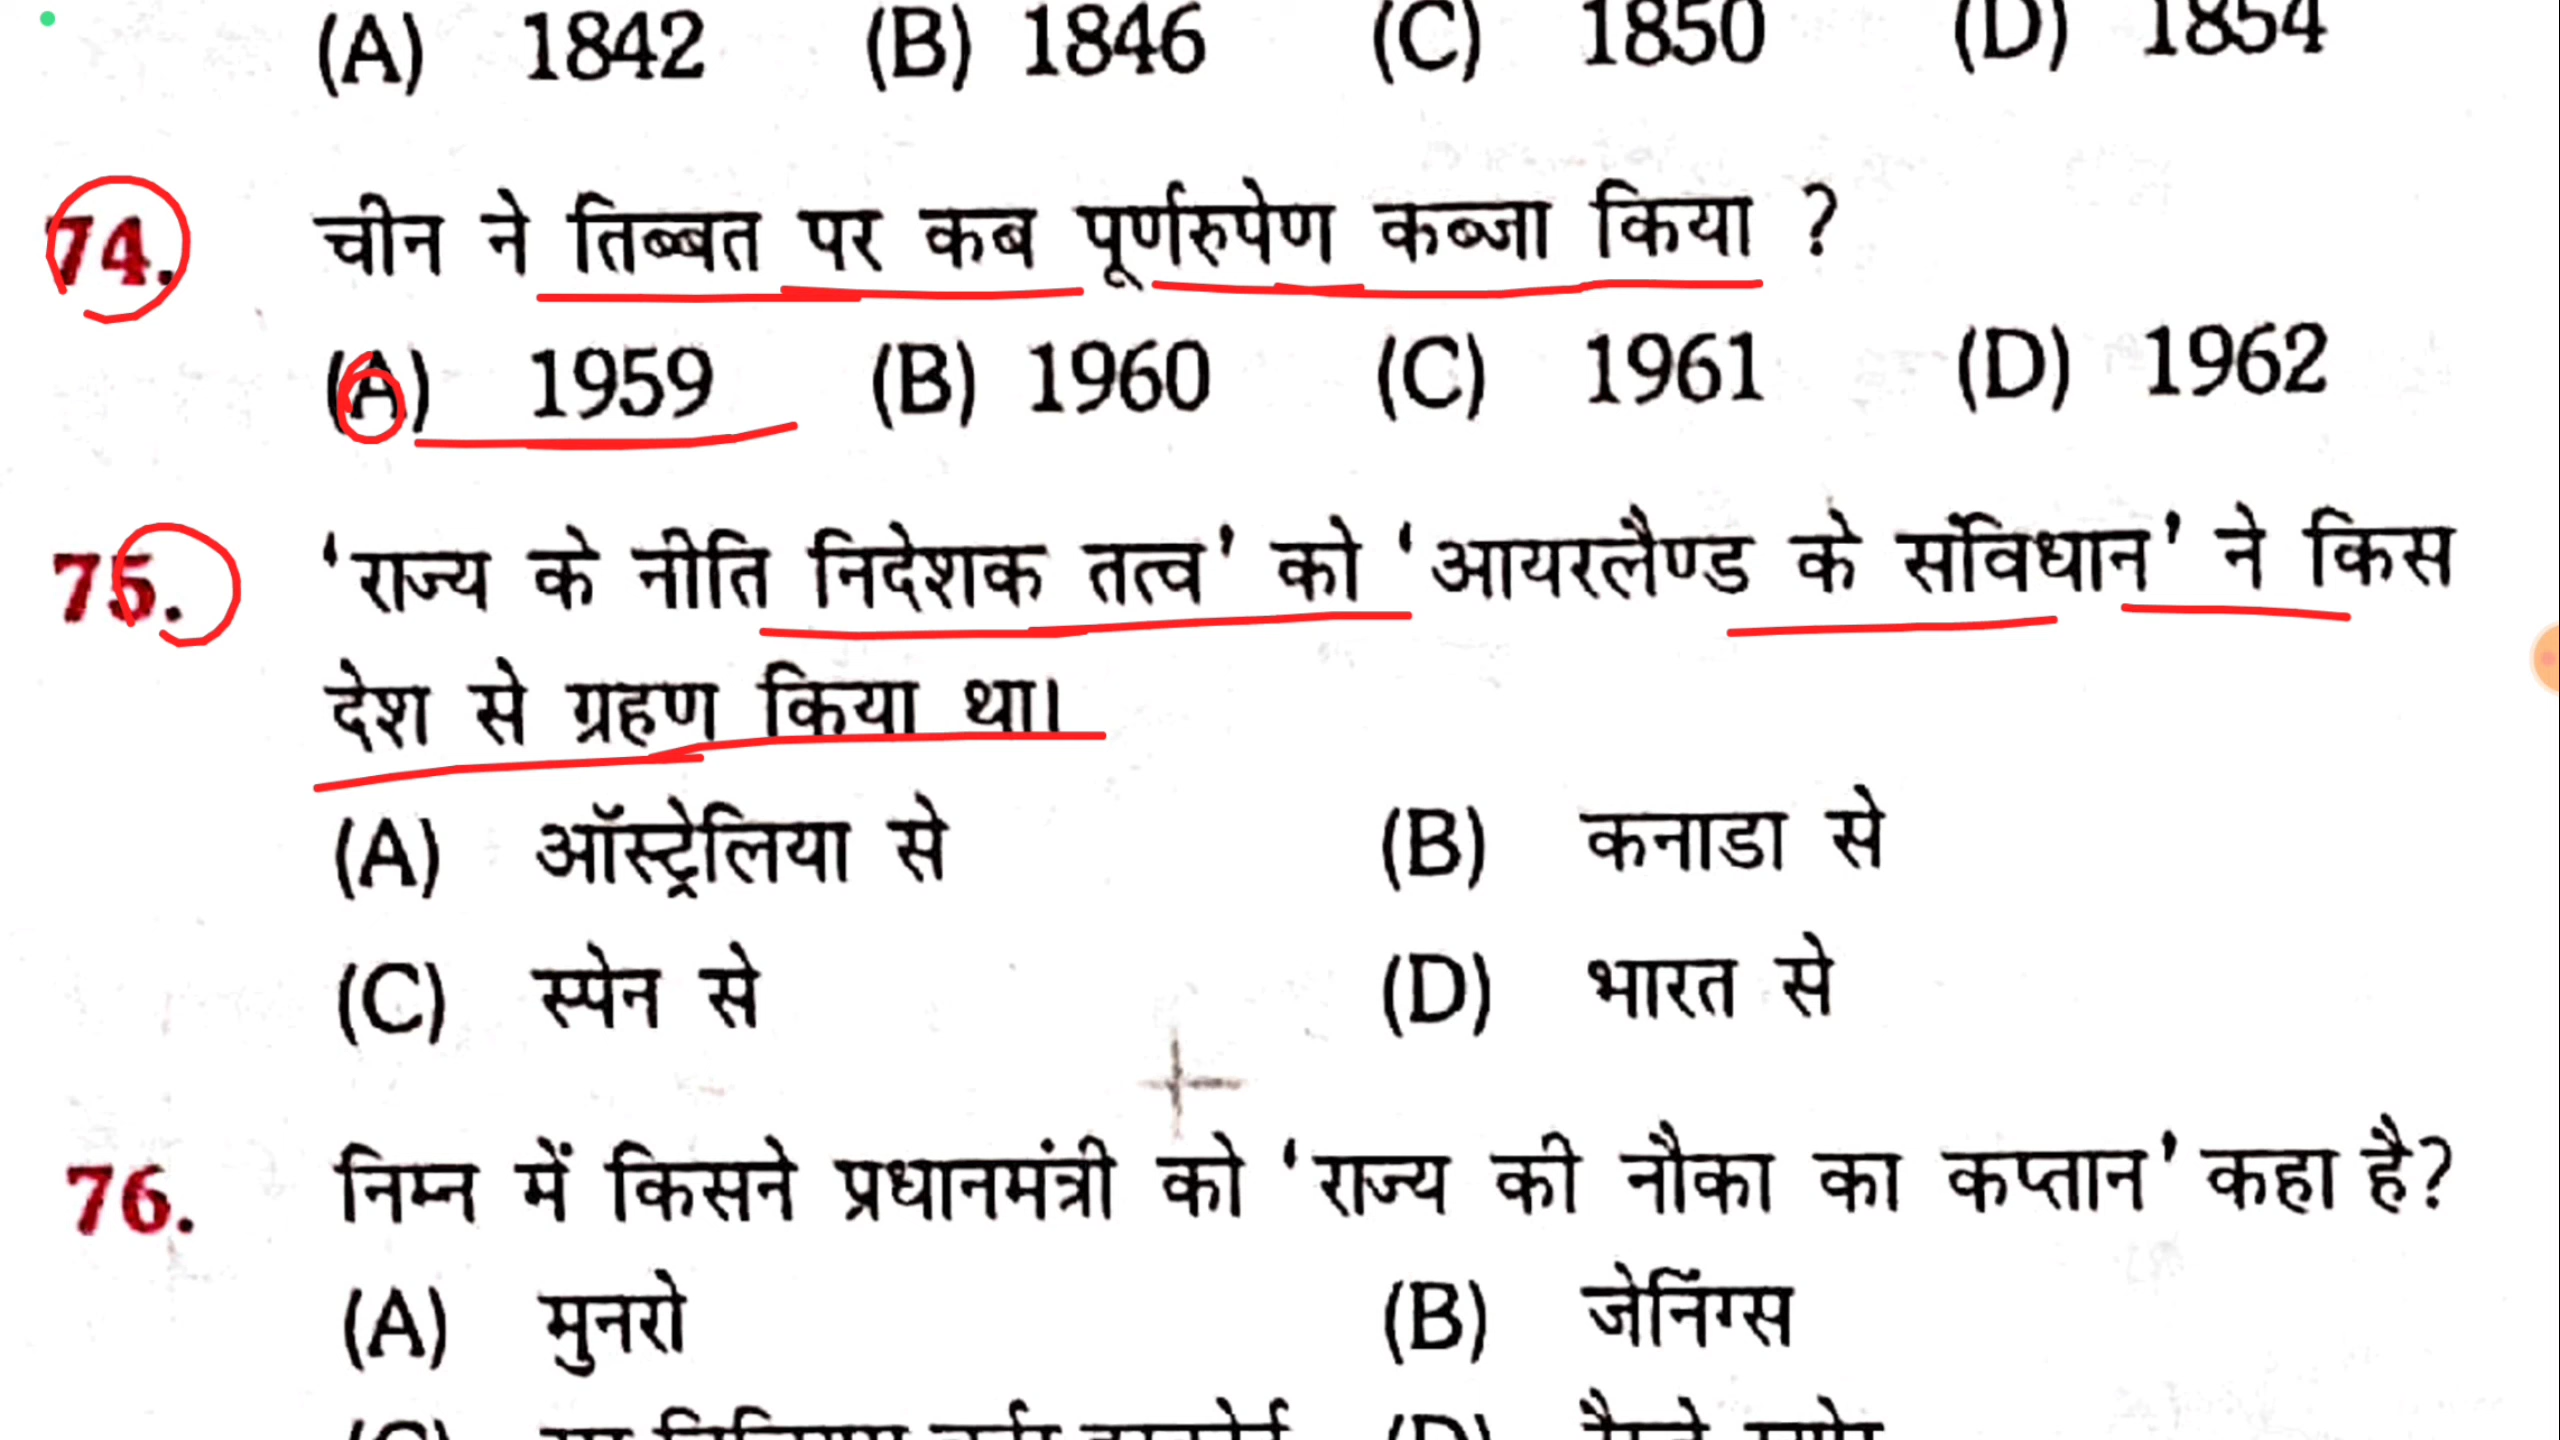 (A) 1842 (B) 1846 (C) 1850 (D) 1854
74. चीन ने तिब्बत पर कब पूर्णरुपेण कब्जा किया ?
(A) 1959 (B) 1960 (C) 1961 (D) 1962
75. ‘राज्य के नीति निदेशक तत्व’ को ‘आयरलैण्ड के संविधान’ ने किस
देश से ग्रहण किया था।
(A) ऑस्ट्रेलिया से (B) कनाडा से
(C) स्पेन से (D) भारत से
76. निम्न में किसने प्रधानमंत्री को ‘राज्य की नौका का कप्तान’ कहा है?
(A) मुनरो (B) जेनिंग्स
(C) (D)